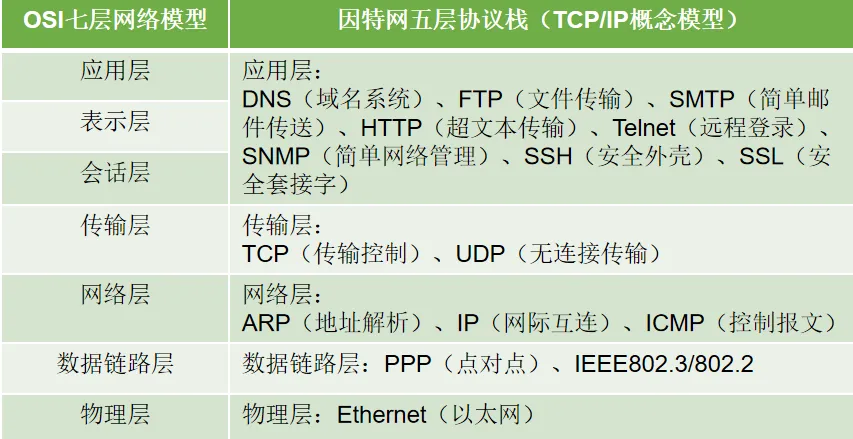 OSI七层网络模型
因特网五层协议栈（TCP/IP概念模型）
应用层
表示层
会话层
应用层：
DNS（域名系统）、FTP（文件传输）、SMTP（简单邮
件传送）、HTTP（超文本传输）、Telnet（远程登录）、
SNMP（简单网络管理）、SSH（安全外壳）、SSL（安
全套接字）
传输层
传输层：
TCP（传输控制）、UDP（无连接传输）
网络层
网络层：
ARP（地址解析）、IP（网际互连）、ICMP（控制报文）
数据链路层
数据链路层：PPP（点对点）、IEEE802.3/802.2
物理层
物理层：Ethernet（以太网）